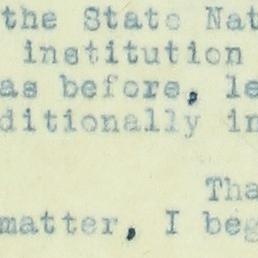 the State Nat
institution
as before, le
ditionally in
Tha
matter, I beg